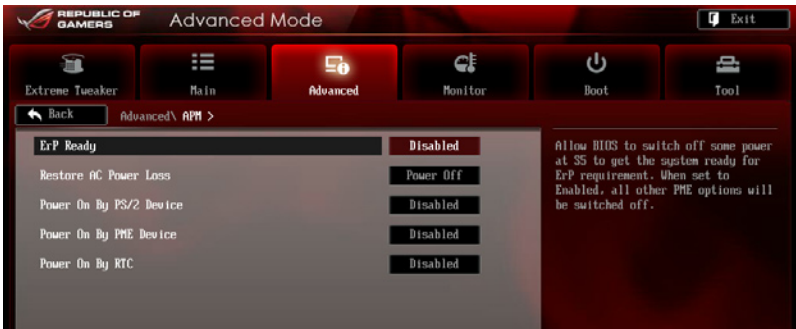 REPUBLIC OF
GAMERS
Advanced Mode
Exit
Extreme Tweaker
Main
Advanced
Monitor
Boot
Tool
Back
Advanced\ APM >
ErP Ready
Disabled
Restore AC Power Loss
Power Off
Power On By PS/2 Device
Disabled
Power On By PME Device
Disabled
Power On By RTC
Disabled
Allow BIOS to switch off some power
at S5 to get the system ready for
ErP requirement. When set to
Enabled, all other PME options will
be switched off.